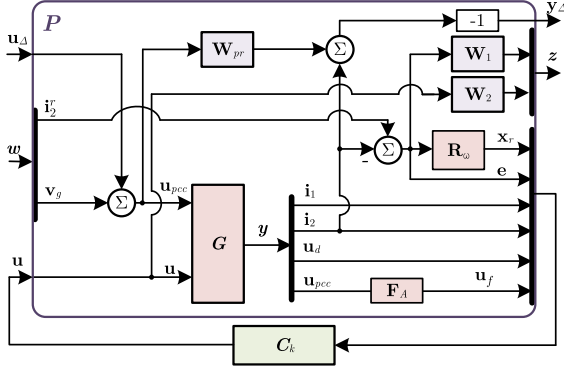 P
-1
y_Δ
u_Δ
W_pr
Σ
W_1
z
W_2
i_2^r
w
-
Σ
R_ω
x_r
e
v_g
Σ
u_pcc
G
y
i_1
i_2
u_d
u
u
u_pcc
F_A
u_f
C_k